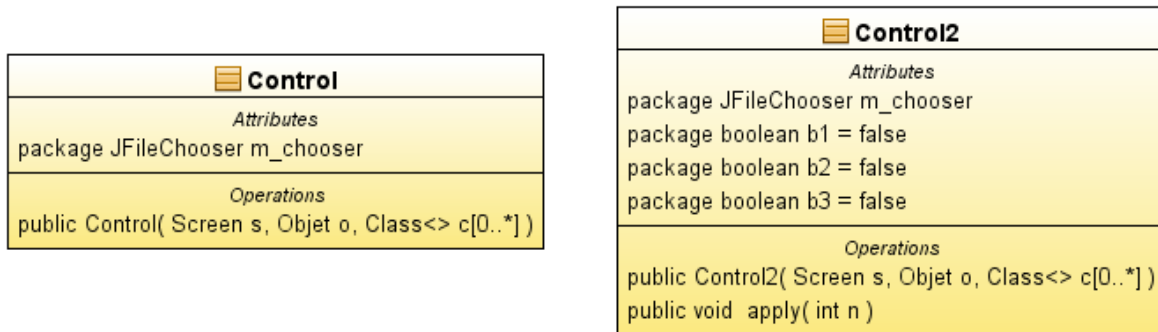 Control
Attributes
package JFileChooser m_chooser
Operations
public Control( Screen s, Objet o, Class<> c[0..*] )
Control2
Attributes
package JFileChooser m_chooser
package boolean b1 = false
package boolean b2 = false
package boolean b3 = false
Operations
public Control2( Screen s, Objet o, Class<> c[0..*] )
public void  apply( int n )